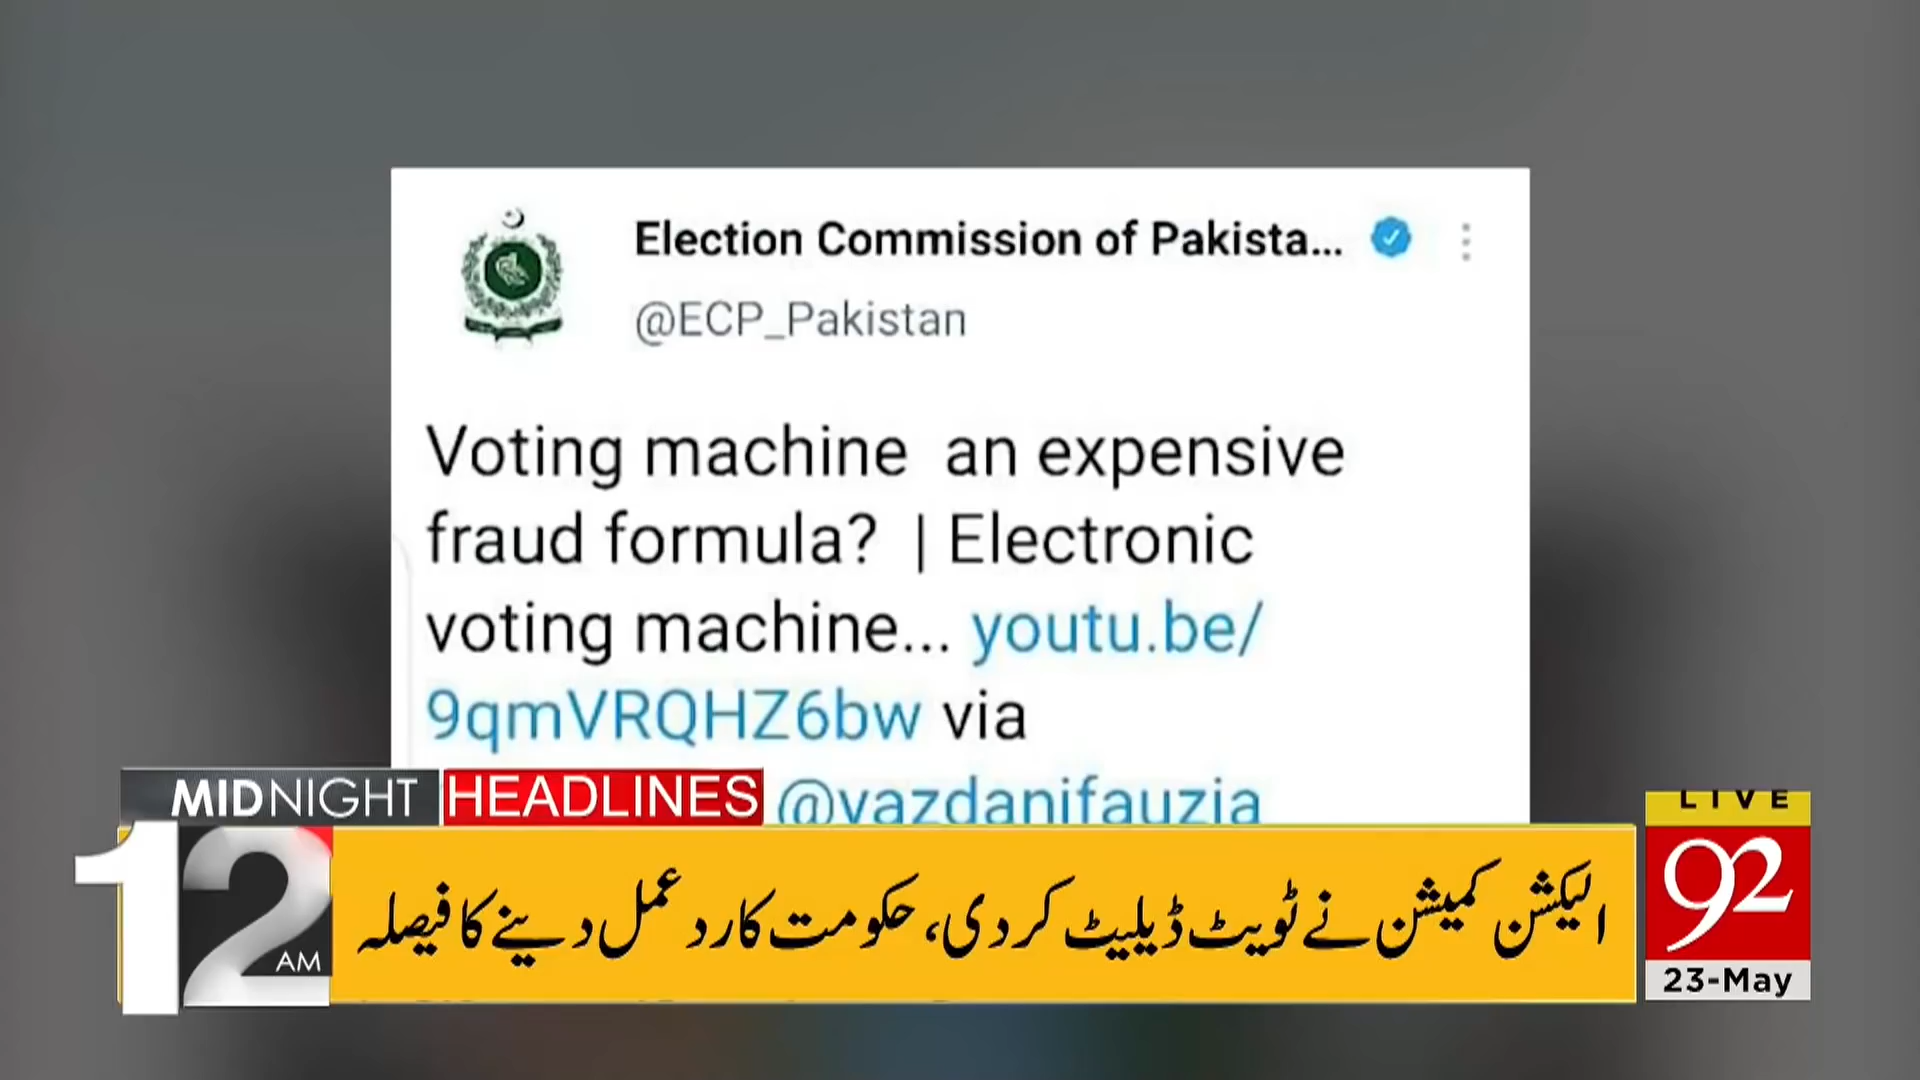 Election Commission of Pakista...
@ECP_Pakistan
Voting machine an expensive
fraud formula? | Electronic
voting machine... youtu.be/
9qmVRQHZ6bw via
@yazdanifauzia
MIDNIGHT HEADLINES
12 AM
الیکشن کمیشن نے ٹویٹ ڈیلیٹ کردی، حکومت کا رد عمل دینے کا فیصلہ
LIVE
92
23-May